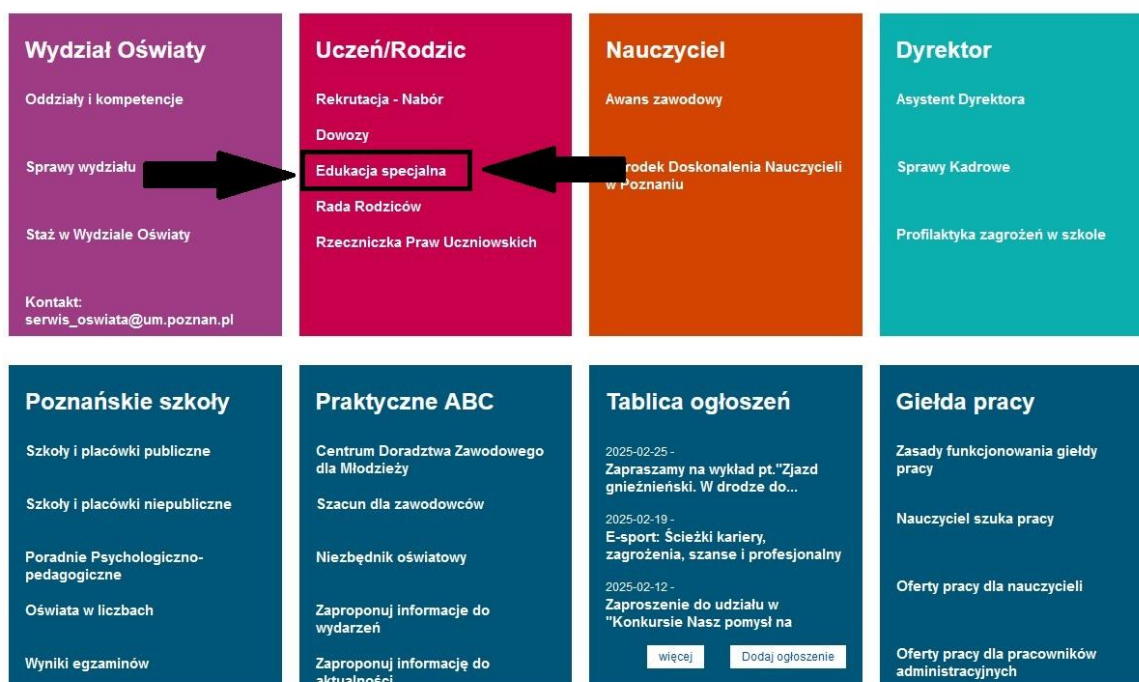 Wydział Oświaty
Oddziały i kompetencje
Sprawy wydziału
Staż w Wydziale Oświaty
Kontakt:
serwis_oswiata@um.poznan.pl
Uczeń/Rodzic
Rekrutacja - Nabór
Dowozy
Edukacja specjalna
Rada Rodziców
Rzeczniczka Praw Uczniowskich
Nauczyciel
Awans zawodowy
Doskonalenia Nauczycieli
w Poznaniu
Dyrektor
Asystent Dyrektora
Sprawy Kadrowe
Profilaktyka zagrożeń w szkole
Poznańskie szkoły
Szkoły i placówki publiczne
Szkoły i placówki niepubliczne
Poradnie Psychologiczno-
pedagogiczne
Oświata w liczbach
Wyniki egzaminów
Praktyczne ABC
Centrum Doradztwa Zawodowego
dla Młodzieży
Szacun dla zawodowców
Niezbędnik oświatowy
Zaproponuj informacje do
wydarzeń
Zaproponuj informację do
aktualności
Tablica ogłoszeń
2025-02-25 -
Zapraszamy na wykład pt."Zjazd
gnieźnieński. W drodze do...
2025-02-19 -
E-sport: Ścieżki kariery,
zagrożenia, szanse i profesjonalny
2025-02-12 -
Zaproszenie do udziału w
"Konkursie Nasz pomysł na
więcej
Dodaj ogłoszenie
Giełda pracy
Zasady funkcjonowania giełdy
pracy
Nauczyciel szuka pracy
Oferty pracy dla nauczycieli
Oferty pracy dla pracowników
administracyjnych